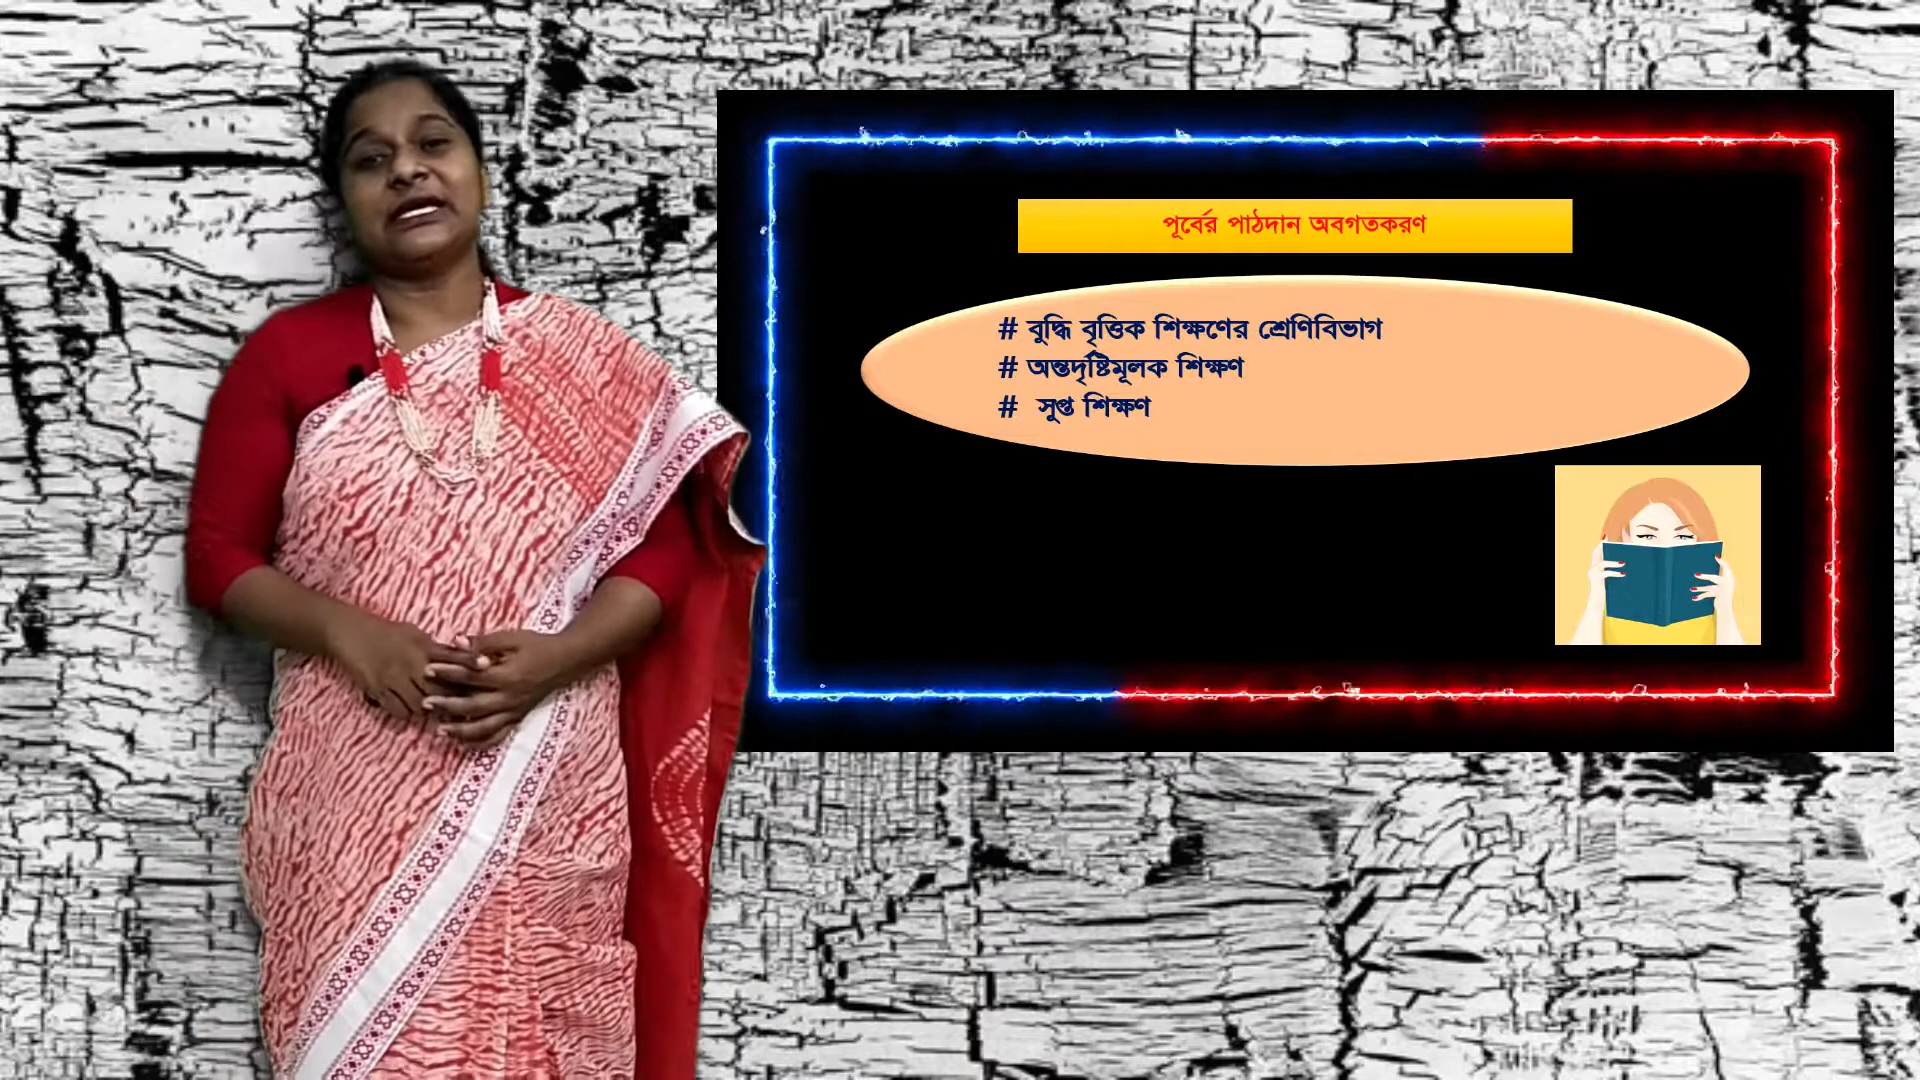 পূর্বের পাঠদান অবগতকরণ
# বুদ্ধি বৃত্তিক শিক্ষণের শ্রেণিবিভাগ
# অন্তদৃষ্টিমূলক শিক্ষণ
# সুপ্ত শিক্ষণ